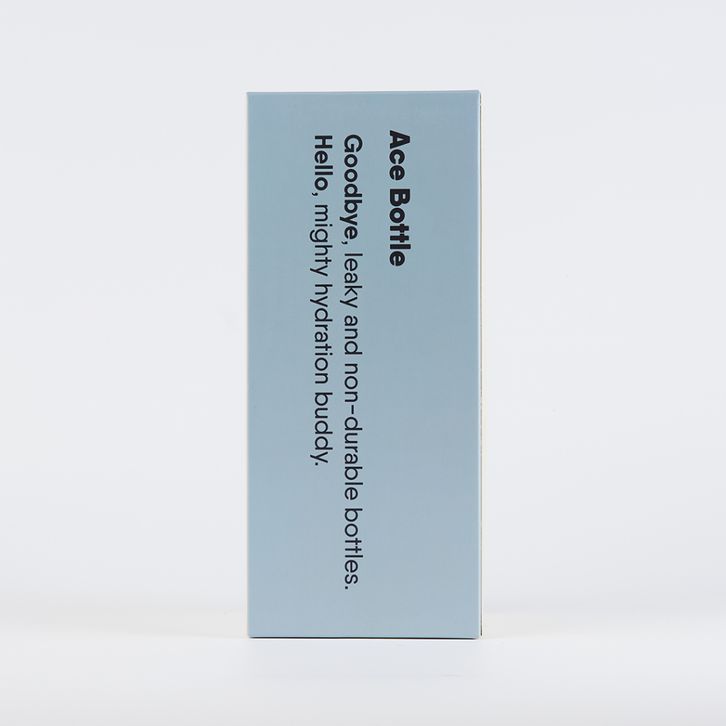 Ace Bottle
Goodbye, leaky and non-durable bottles.
Hello, mighty hydration buddy.